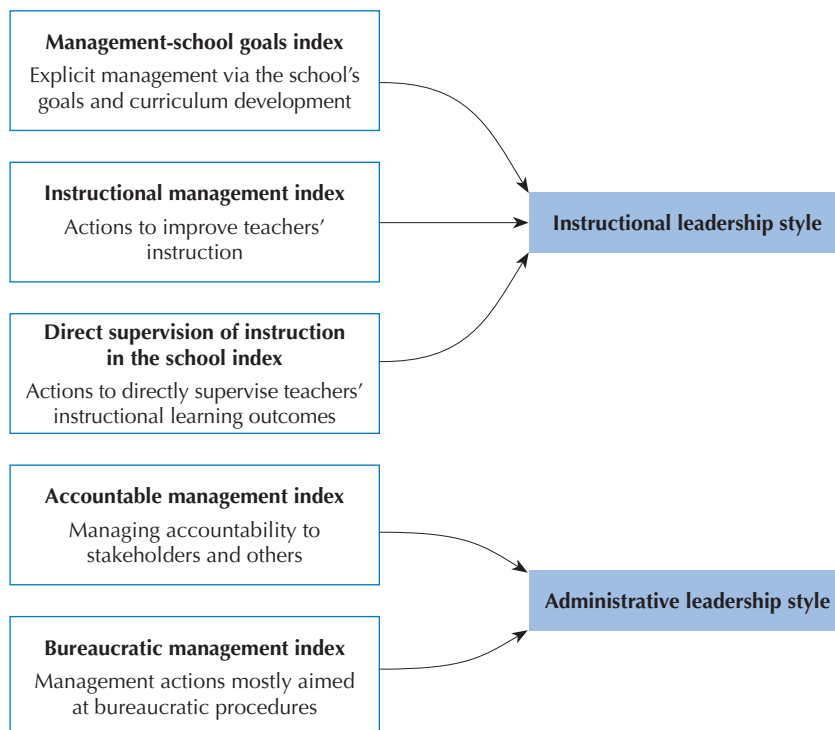 Management-school goals index
Explicit management via the school's
goals and curriculum development
Instructional management index
Actions to improve teachers'
instruction
Instructional leadership style
Direct supervision of instruction
in the school index
Actions to directly supervise teachers'
instructional learning outcomes
Accountable management index
Managing accountability to
stakeholders and others
Administrative leadership style
Bureaucratic management index
Management actions mostly aimed
at bureaucratic procedures